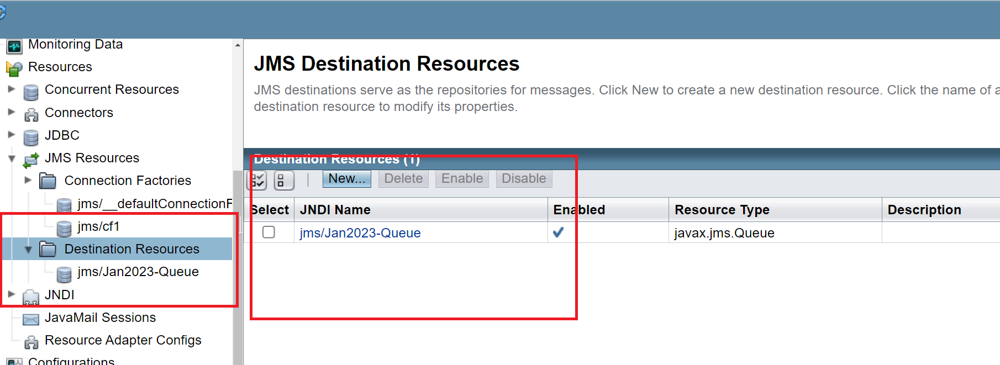 Monitoring Data
Resources
Concurrent Resources
Connectors
JDBC
JMS Resources
Connection Factories
jms/__defaultConnectionF
jms/cf1
Destination Resources
jms/Jan2023-Queue
JNDI
JavaMail Sessions
Resource Adapter Configs
Configurations
JMS Destination Resources
JMS destinations serve as the repositories for messages. Click New to create a new destination resource. Click the name of a
destination resource to modify its properties.
Destination Resources (1)
New... Delete Enable Disable
Select JNDI Name Enabled Resource Type Description
jms/Jan2023-Queue javax.jms.Queue